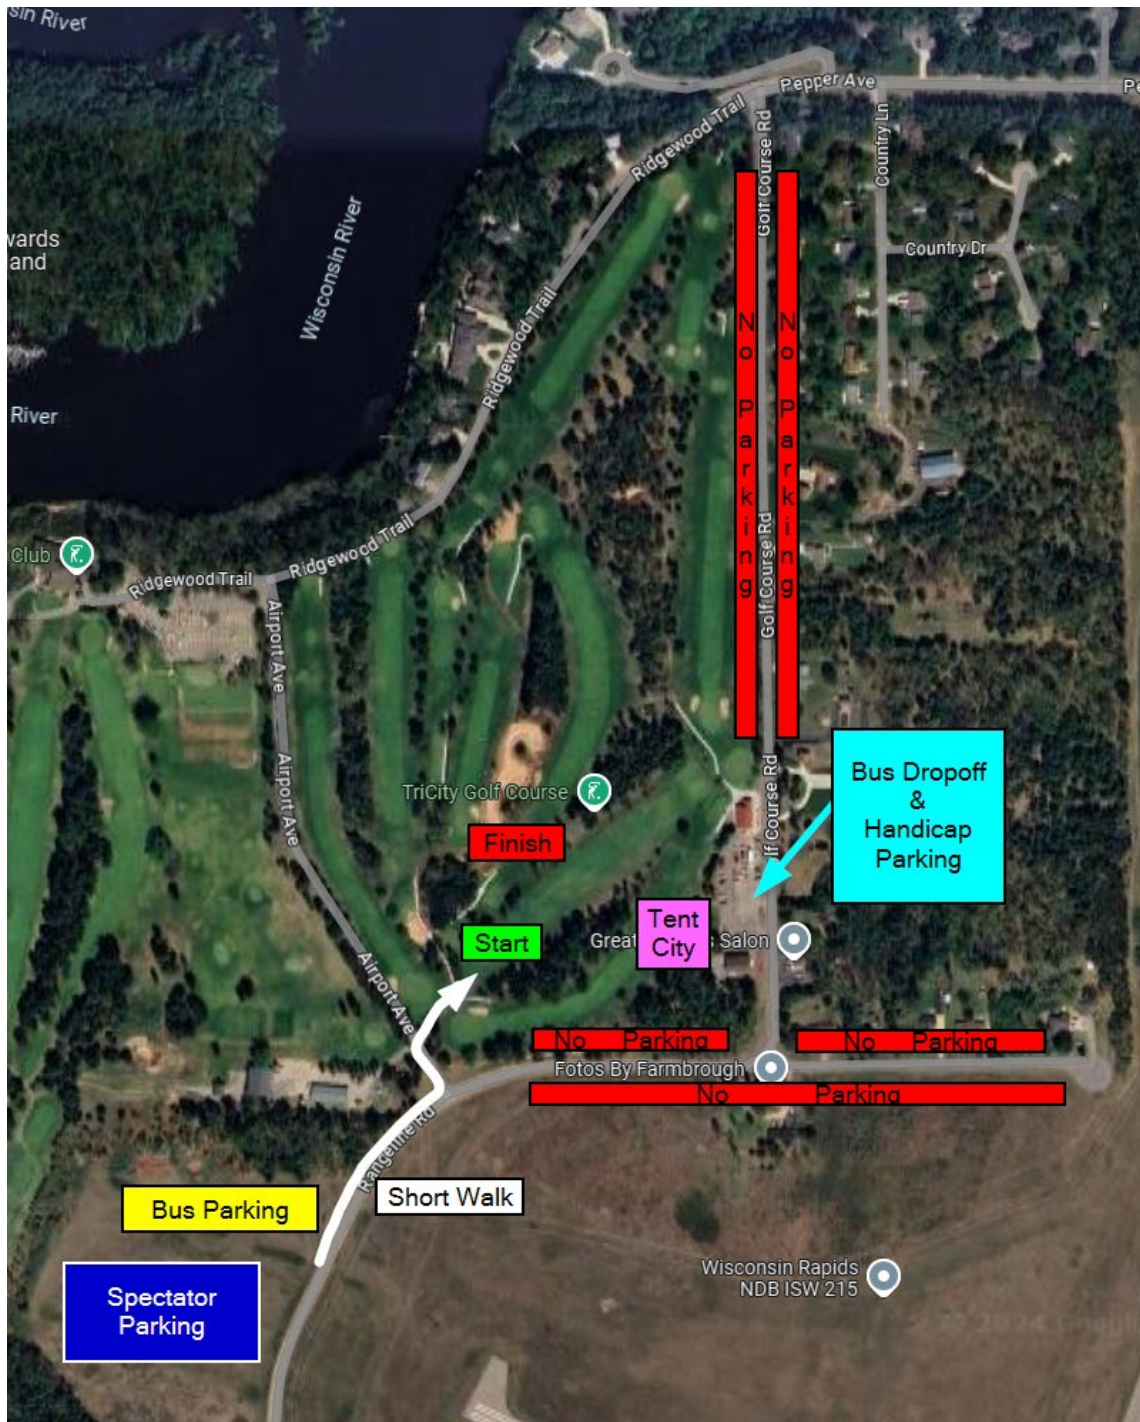 sin River
Pepper Ave
Pe
Ridgewood Trail
Golf Course Rd
Country Ln
Country Dr
wards
and
Wisconsin River
River
Ridgewood Trail
No Parking
No Parking
Golf Course Rd
Club
Ridgewood Trail
Ridgewood Trail
Airport Ave
Airport Ave
TriCity Golf Course
lf Course Rd
Bus Dropoff
&
Handicap
Parking
Finish
Start
Tent
City
Great
s Salon
Airport Ave
No Parking
No Parking
Fotos By Farmbrough
No Parking
Rangeline Rd
Short Walk
Bus Parking
Spectator
Parking
Wisconsin Rapids
NDB ISW 215